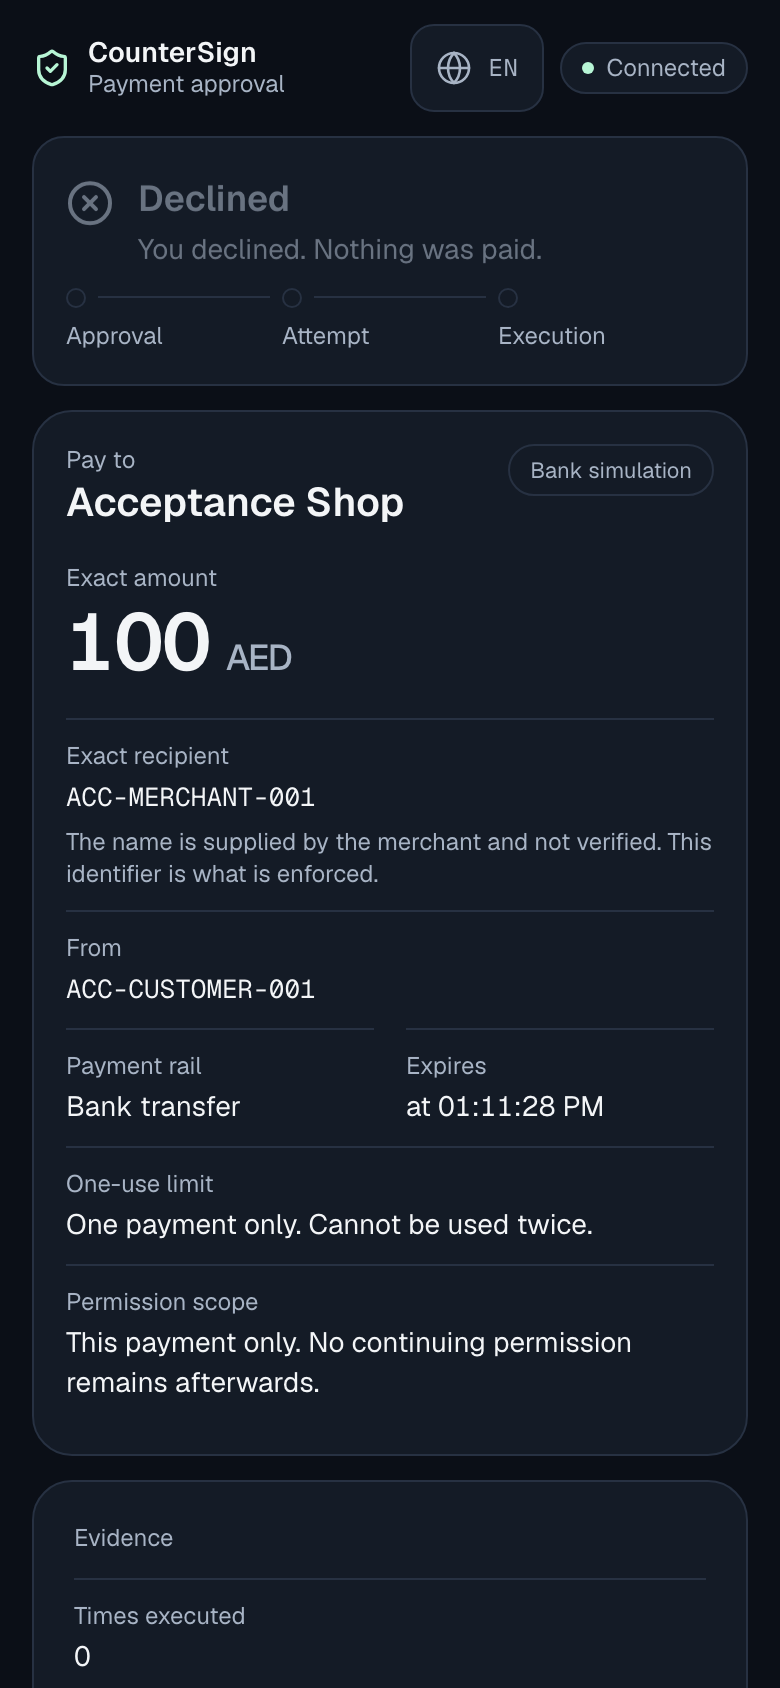 CounterSign
Payment approval
EN
Connected
Declined
You declined. Nothing was paid.
Approval
Attempt
Execution
Pay to
Bank simulation
Acceptance Shop
Exact amount
100 AED
Exact recipient
ACC-MERCHANT-001
The name is supplied by the merchant and not verified. This
identifier is what is enforced.
From
ACC-CUSTOMER-001
Payment rail
Bank transfer
Expires
at 01:11:28 PM
One-use limit
One payment only. Cannot be used twice.
Permission scope
This payment only. No continuing permission
remains afterwards.
Evidence
Times executed
0